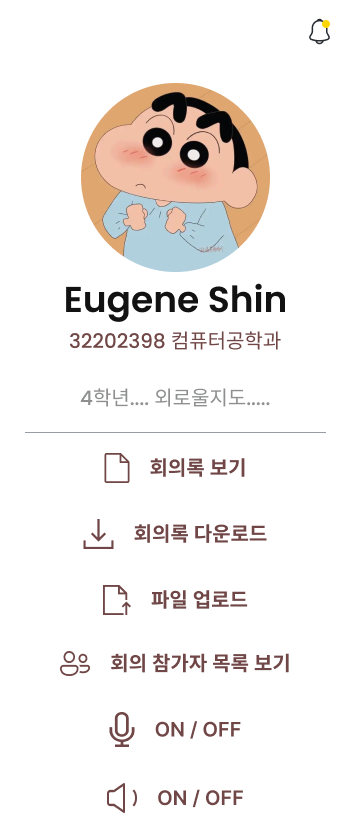 Eugene Shin
32202398 컴퓨터공학과
4학년.... 외로울지도.....
회의록 보기
회의록 다운로드
파일 업로드
회의 참가자 목록 보기
ON / OFF
ON / OFF